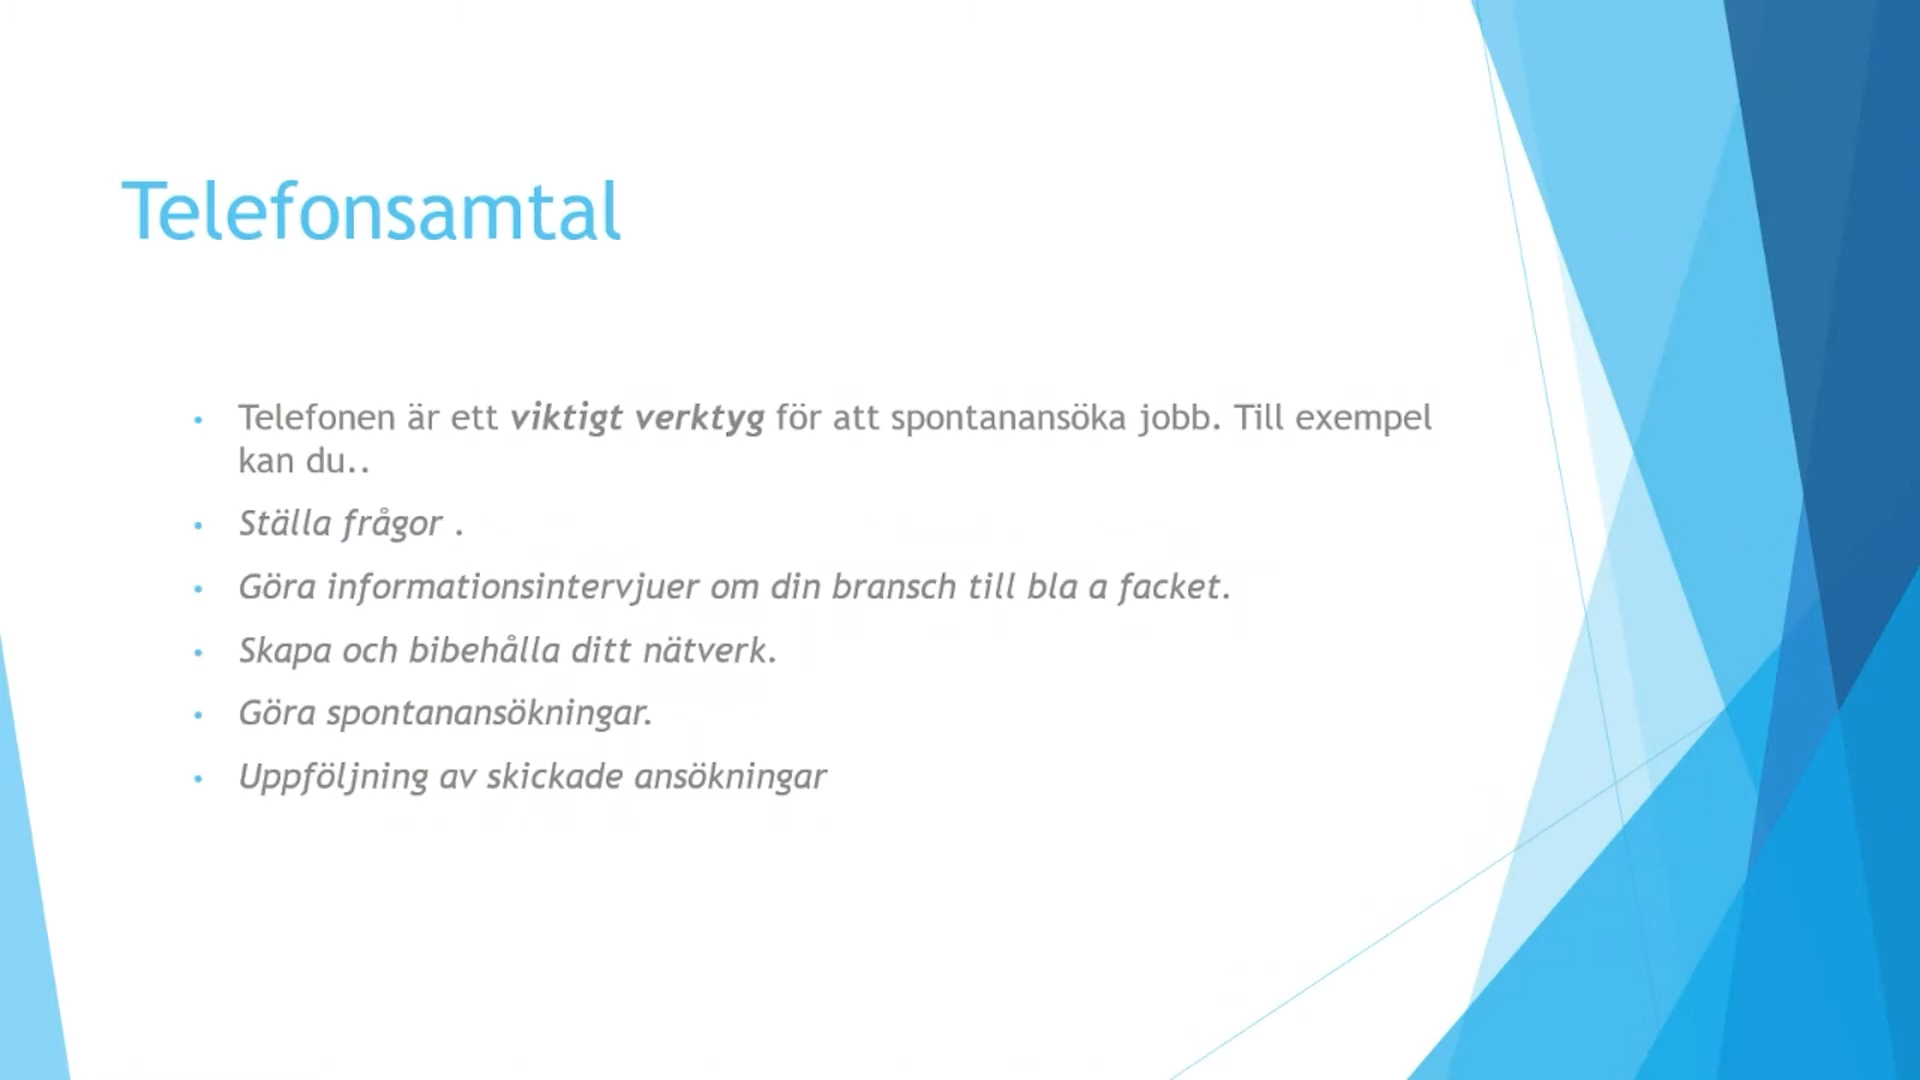 Telefonsamtal
• Telefonen är ett viktigt verktyg för att spontanansöka jobb. Till exempel
kan du..
• Ställa frågor .
• Göra informationsintervjuer om din bransch till bla a facket.
• Skapa och bibehålla ditt nätverk.
• Göra spontanansökningar.
• Uppföljning av skickade ansökningar